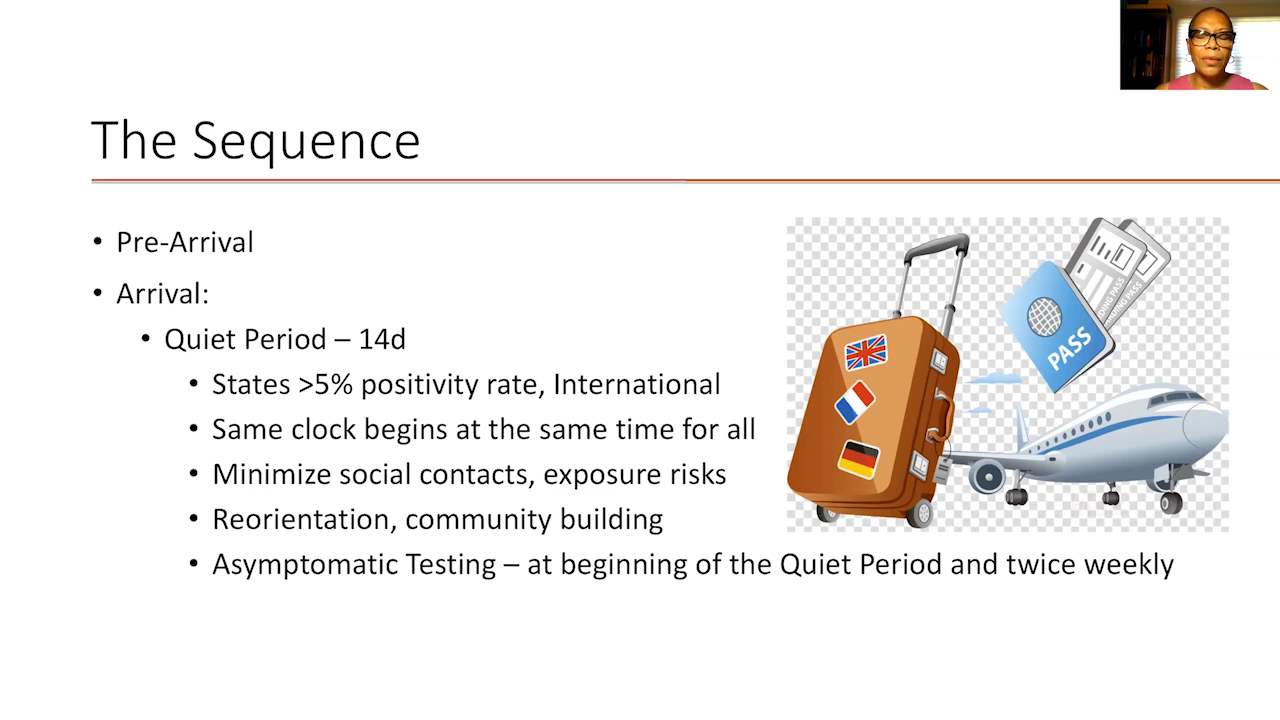 The Sequence
• Pre-Arrival
• Arrival:
• Quiet Period – 14d
• States >5% positivity rate, International
• Same clock begins at the same time for all
• Minimize social contacts, exposure risks
• Reorientation, community building
• Asymptomatic Testing – at beginning of the Quiet Period and twice weekly
PASS